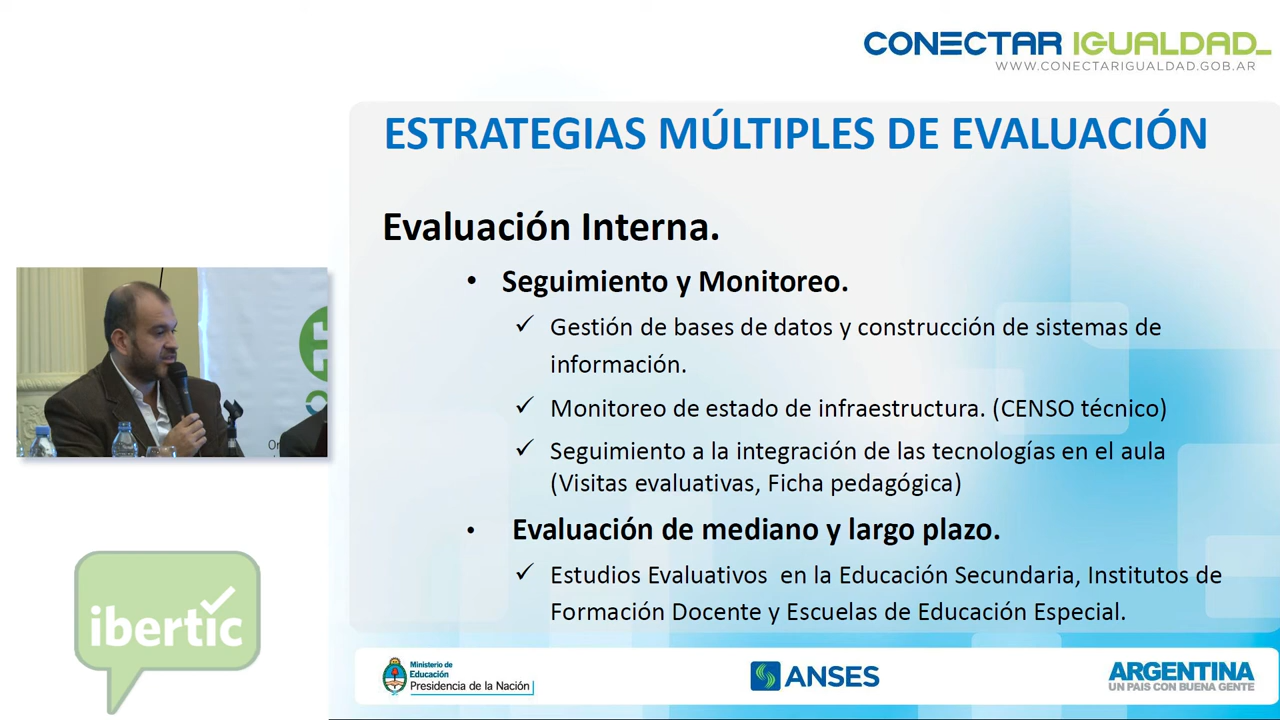 CONECTAR IGUALDAD_
WWW.CONECTARIGUALDAD.GOB.AR
ESTRATEGIAS MÚLTIPLES DE EVALUACIÓN
Evaluación Interna.
• Seguimiento y Monitoreo.
✓ Gestión de bases de datos y construcción de sistemas de
información.
✓ Monitoreo de estado de infraestructura. (CENSO técnico)
✓ Seguimiento a la integración de las tecnologías en el aula
(Visitas evaluativas, Ficha pedagógica)
• Evaluación de mediano y largo plazo.
✓ Estudios Evaluativos en la Educación Secundaria, Institutos de
Formación Docente y Escuelas de Educación Especial.
ibertic
Ministerio de
Educación
Presidencia de la Nación
ANSES
ARGENTINA
UN PAIS CON BUENA GENTE